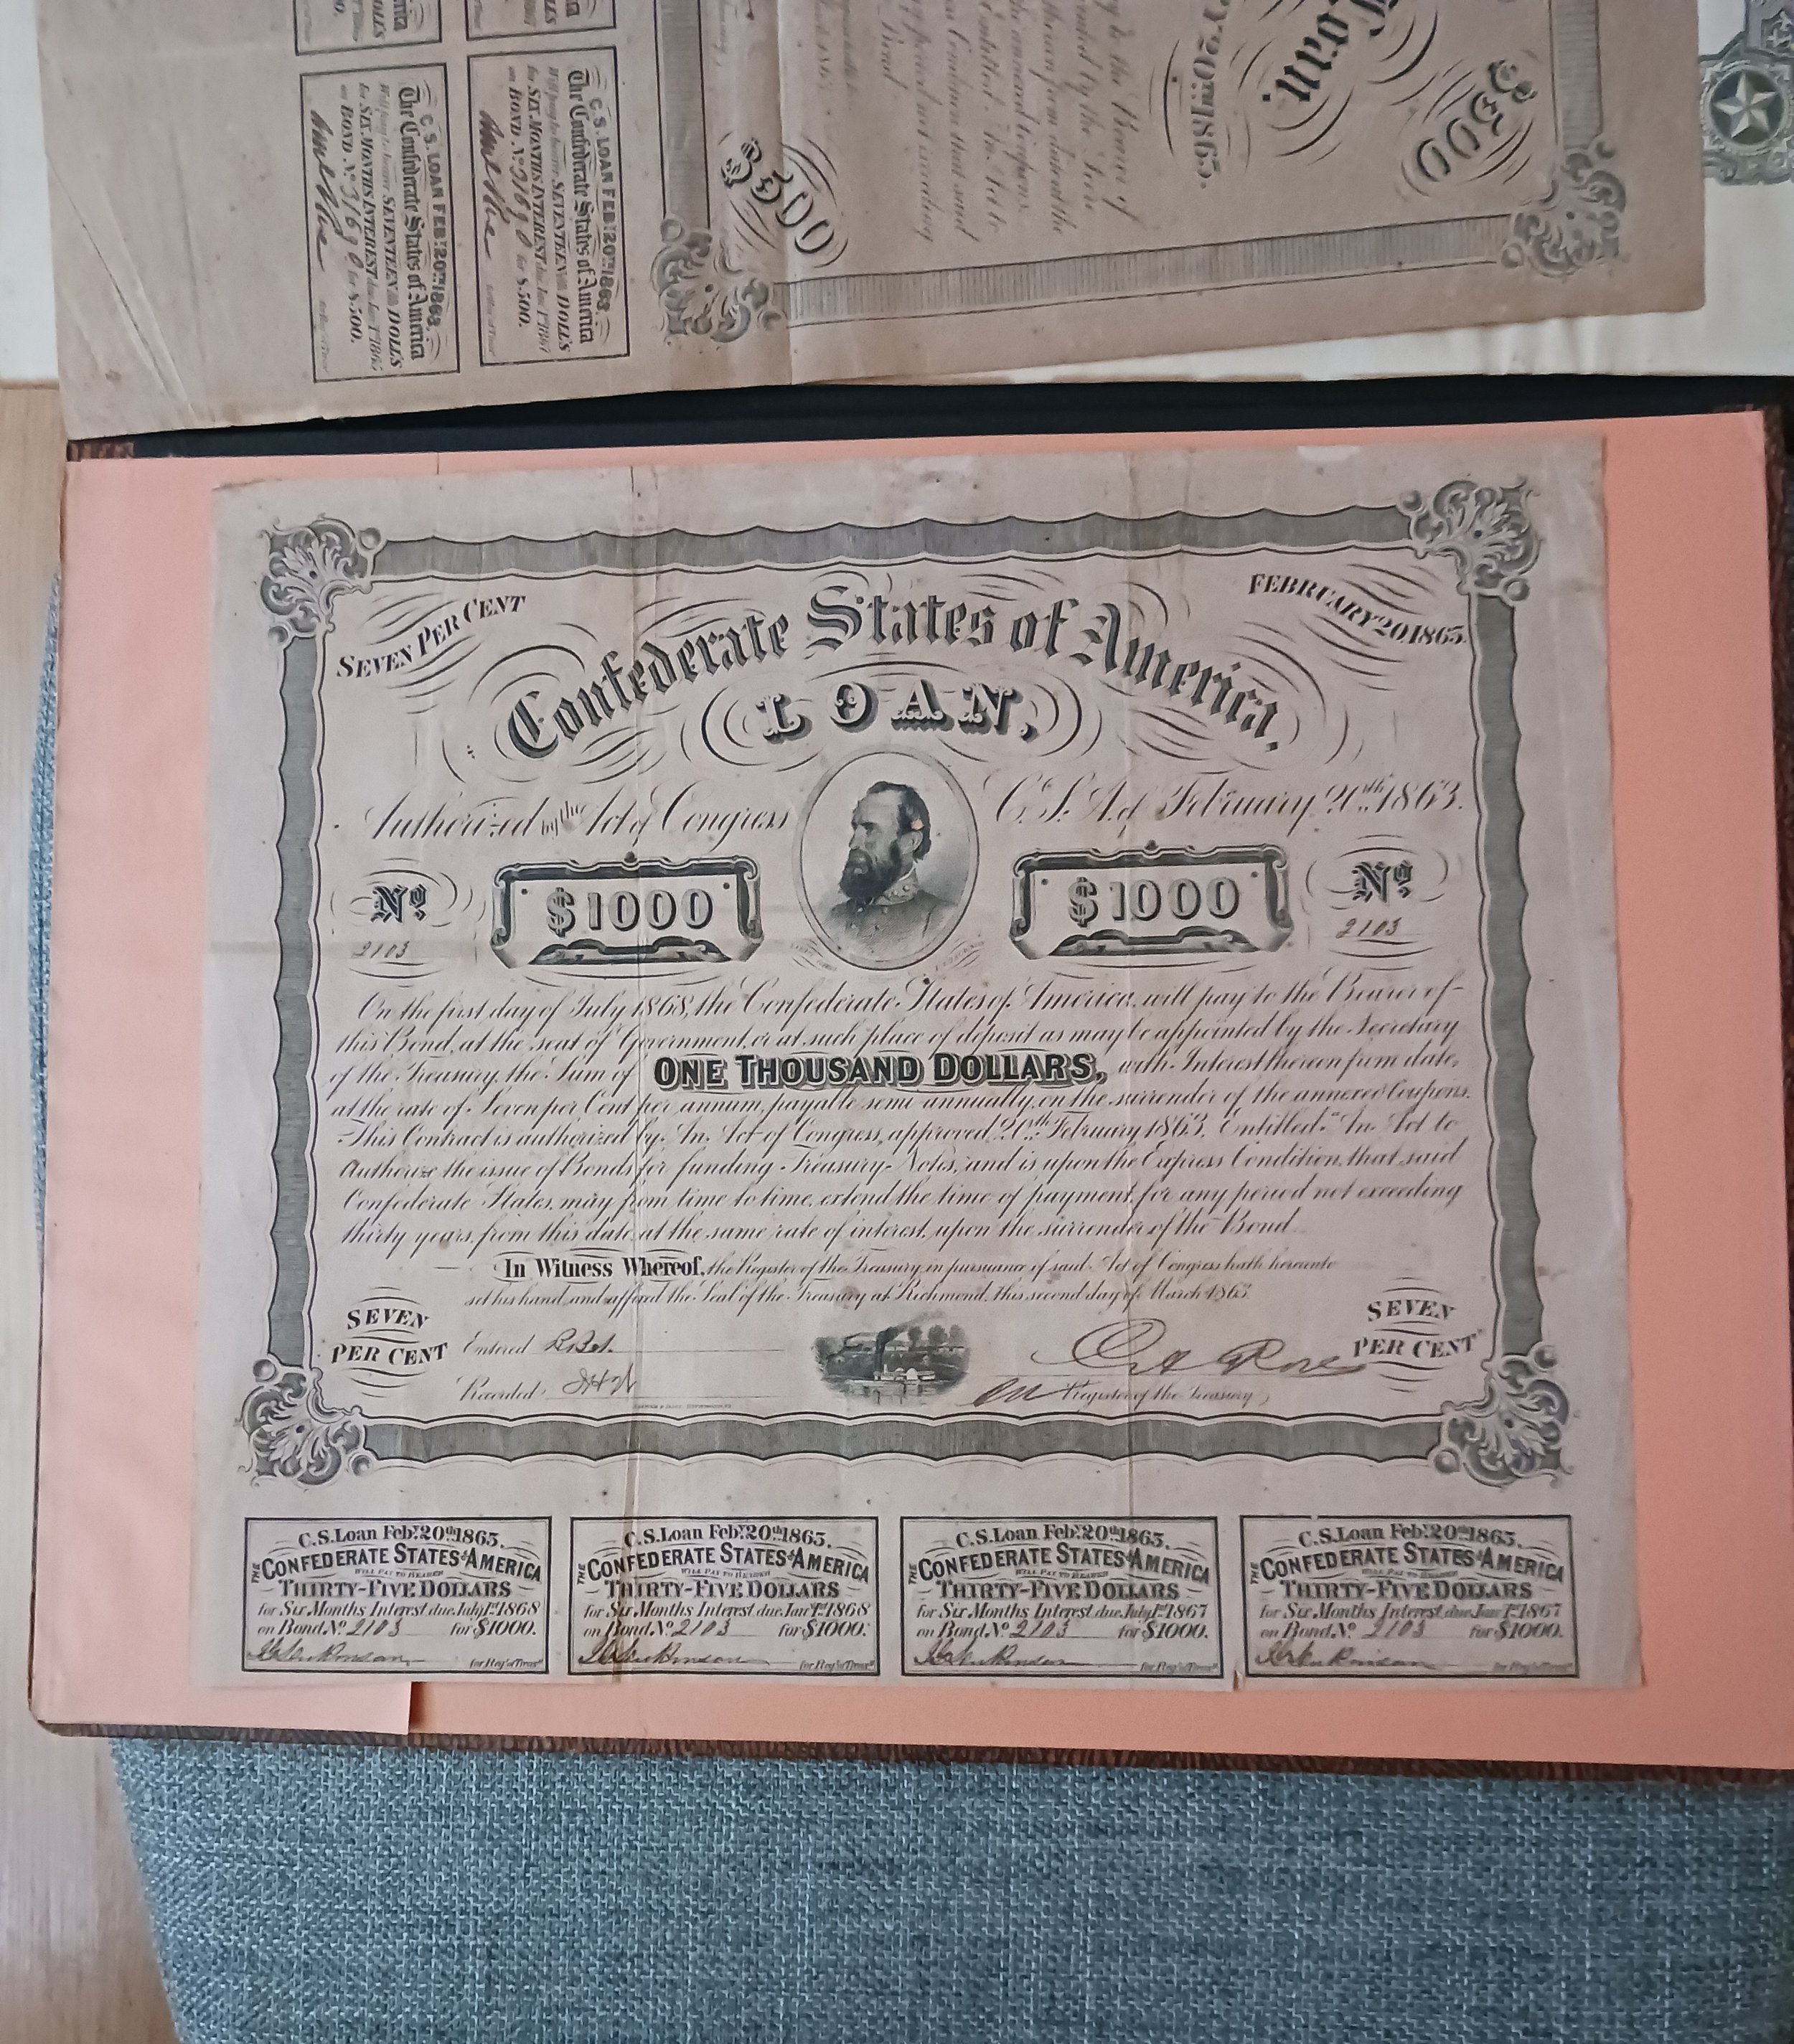 C.S. LOAN FEB. 20TH 1863.
The Confederate States of America
Will pay to bearer SEVENTEEN DOLLS
for SIX MONTHS INTEREST due
on BOND No. 31690 for $500.
C.S. LOAN FEB. 20TH 1863.
The Confederate States of America
SEVENTEEN DOLLS
for SIX MONTHS INTEREST due
on BOND No. 31690 for $500.
$500
Loan.
$500
SEVEN PER CENT
FEBRUARY 20, 1863.
Confederate States of America.
LOAN,
Authorized by the Act of Congress C.S.A. of February 20th 1863.
No $1000 $1000 No
2103 2103
On the first day of July 1868, the Confederate States of America, will pay to the Bearer of
this Bond, at the seat of Government, or at such place of deposit as may be appointed by the Secretary
of the Treasury, the Sum of ONE THOUSAND DOLLARS, with Interest thereon from date,
at the rate of Seven per Cent per annum, payable semi-annually, on the surrender of the annexed Coupons.
This Contract is authorized by An Act of Congress, approved 20th February 1863, Entitled "An Act to
Authorize the issue of Bonds for funding Treasury Notes, and is upon the Express Condition, that said
Confederate States, may from time to time, extend the time of payment, for any period not exceeding
thirty years, from this date, at the same rate of interest, upon the surrender of the Bond.
In Witness Whereof, the Register of the Treasury, in pursuance of said Act of Congress hath hereunto
set his hand, and affixed the Seal of the Treasury at Richmond, this second day of March 1863.
SEVEN
PER CENT
Entered
Recorded
Register of the Treasury
SEVEN
PER CENT
C.S. Loan Feby. 20th 1863.
THE CONFEDERATE STATES OF AMERICA
WILL PAY TO BEARER
THIRTY-FIVE DOLLARS
for Six Months Interest, due July 1st 1868
on Bond No. 2103 for $1000.
for Reg'r of Treas'y
C.S. Loan Feby. 20th 1863.
THE CONFEDERATE STATES OF AMERICA
WILL PAY TO BEARER
THIRTY-FIVE DOLLARS
for Six Months Interest, due Jany 1st 1868
on Bond No. 2103 for $1000.
for Reg'r of Treas'y
C.S. Loan Feby. 20th 1863.
THE CONFEDERATE STATES OF AMERICA
WILL PAY TO BEARER
THIRTY-FIVE DOLLARS
for Six Months Interest, due July 1st 1867
on Bond No. 2103 for $1000.
for Reg'r of Treas'y
C.S. Loan Feby. 20th 1863.
THE CONFEDERATE STATES OF AMERICA
WILL PAY TO BEARER
THIRTY-FIVE DOLLARS
for Six Months Interest, due Jany 1st 1867
on Bond No. 2103 for $1000.
for Reg'r of Treas'y